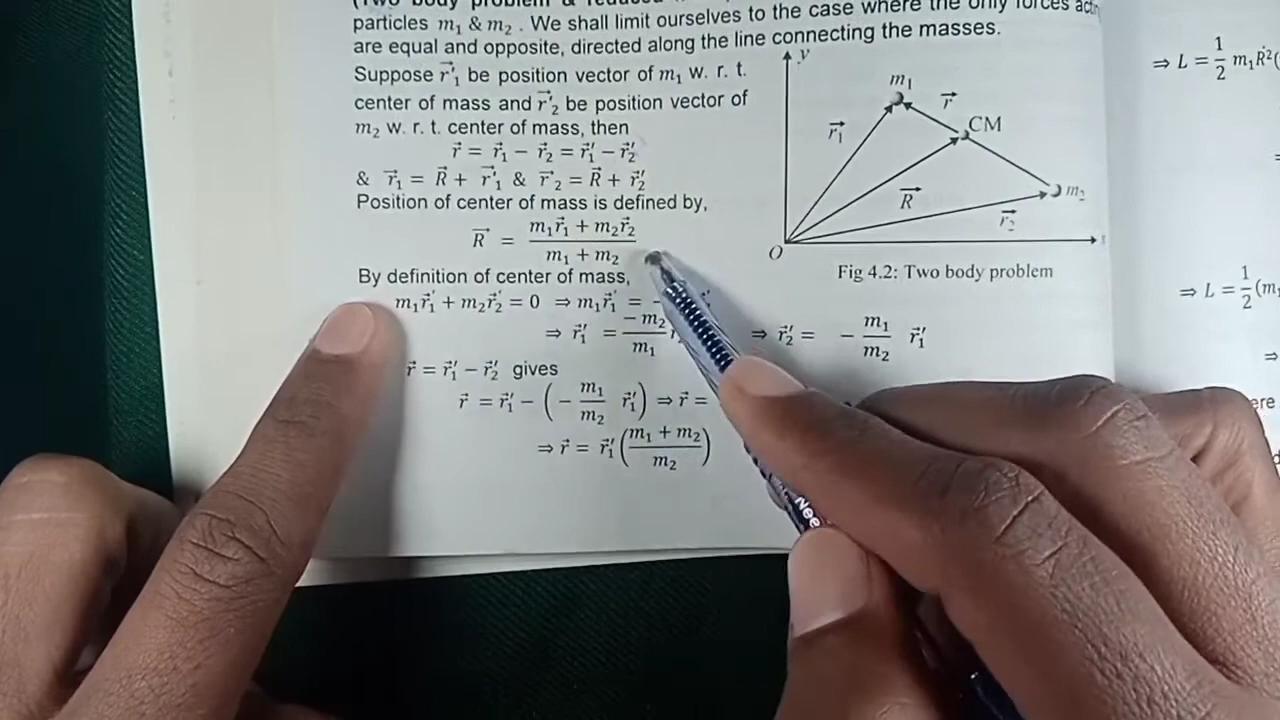 (Two body problem &
particles m₁ & m₂ . We shall limit ourselves to the case where the only forces
are equal and opposite, directed along the line connecting the masses.
Suppose r⃗'₁ be position vector of m₁ w. r. t.
center of mass and r⃗'₂ be position vector of
m₂ w. r. t. center of mass, then
r⃗ = r⃗₁ − r⃗₂ = r⃗₁′ − r⃗₂′
& r⃗₁ = R⃗ + r⃗'₁ & r⃗₂ = R⃗ + r⃗₂′
Position of center of mass is defined by,
R⃗ = (m₁r⃗₁ + m₂r⃗₂)/(m₁ + m₂)
By definition of center of mass,
m₁r⃗₁′ + m₂r⃗₂′ = 0 ⇒ m₁r⃗₁′ = −
⇒ r⃗₁′ = −m₂/m₁ ⇒ r⃗₂′ = − m₁/m₂ r⃗₁′
r⃗ = r⃗₁′ − r⃗₂′ gives
r⃗ = r⃗₁′ − (− m₁/m₂ r⃗₁′) ⇒ r⃗ =
⇒ r⃗ = r⃗₁′ ((m₁ + m₂)/m₂)
y
m₁
r⃗
CM
r⃗₁
R⃗
m₂
r⃗₂
O
Fig 4.2: Two body problem
⇒ L = 1/2 m₁Ṙ²(
⇒
⇒ L = 1/2 (m
⇒
ere